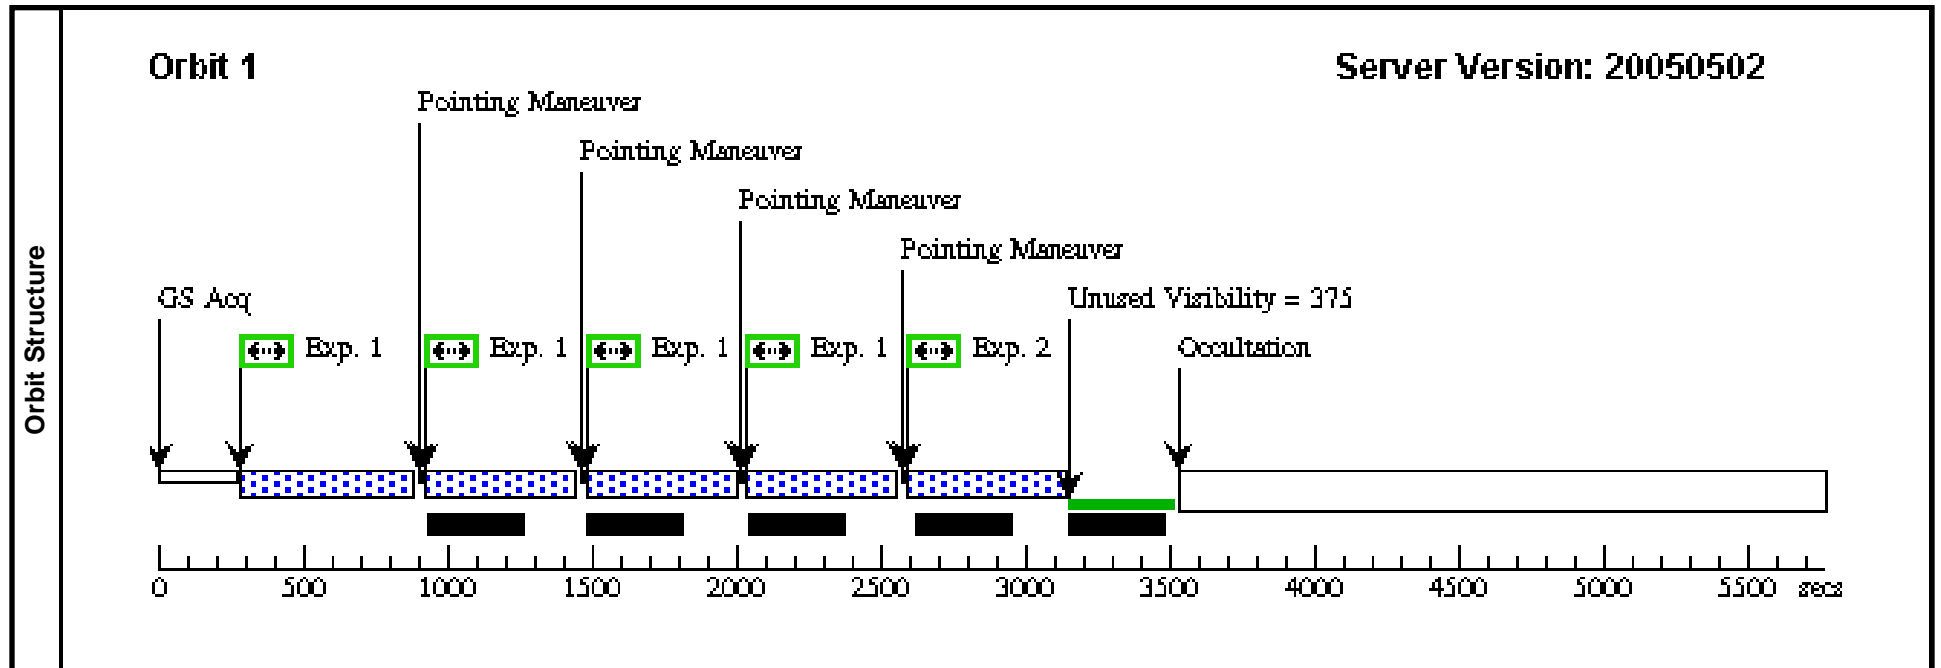 Orbit Structure
Orbit 1
Server Version: 20050502
Pointing Maneuver
Pointing Maneuver
Pointing Maneuver
Pointing Maneuver
GS Acq
Unused Visibility = 375
Exp. 1
Exp. 1
Exp. 1
Exp. 1
Exp. 2
Occultation
0 500 1000 1500 2000 2500 3000 3500 4000 4500 5000 5500 secs